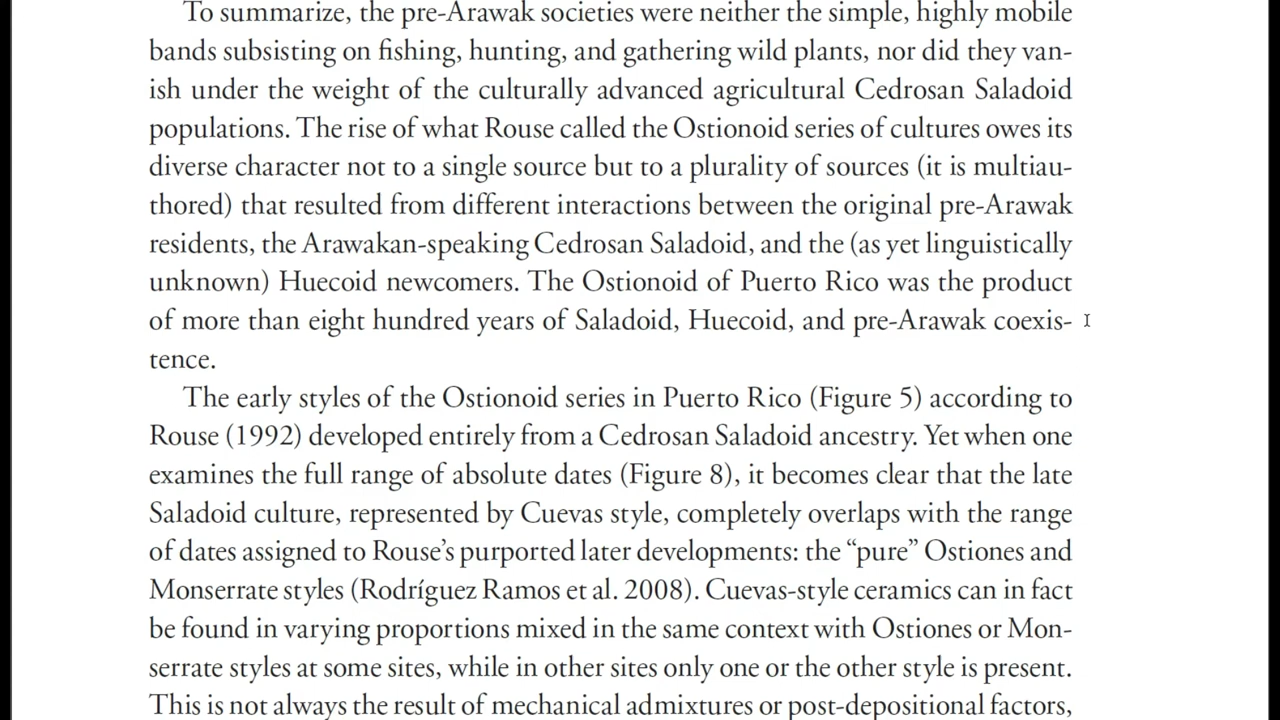 To summarize, the pre-Arawak societies were neither the simple, highly mobile
bands subsisting on fishing, hunting, and gathering wild plants, nor did they van-
ish under the weight of the culturally advanced agricultural Cedrosan Saladoid
populations. The rise of what Rouse called the Ostionoid series of cultures owes its
diverse character not to a single source but to a plurality of sources (it is multiau-
thored) that resulted from different interactions between the original pre-Arawak
residents, the Arawakan-speaking Cedrosan Saladoid, and the (as yet linguistically
unknown) Huecoid newcomers. The Ostionoid of Puerto Rico was the product
of more than eight hundred years of Saladoid, Huecoid, and pre-Arawak coexis-
tence.
The early styles of the Ostionoid series in Puerto Rico (Figure 5) according to
Rouse (1992) developed entirely from a Cedrosan Saladoid ancestry. Yet when one
examines the full range of absolute dates (Figure 8), it becomes clear that the late
Saladoid culture, represented by Cuevas style, completely overlaps with the range
of dates assigned to Rouse’s purported later developments: the “pure” Ostiones and
Monserrate styles (Rodríguez Ramos et al. 2008). Cuevas-style ceramics can in fact
be found in varying proportions mixed in the same context with Ostiones or Mon-
serrate styles at some sites, while in other sites only one or the other style is present.
This is not always the result of mechanical admixtures or post-depositional factors,